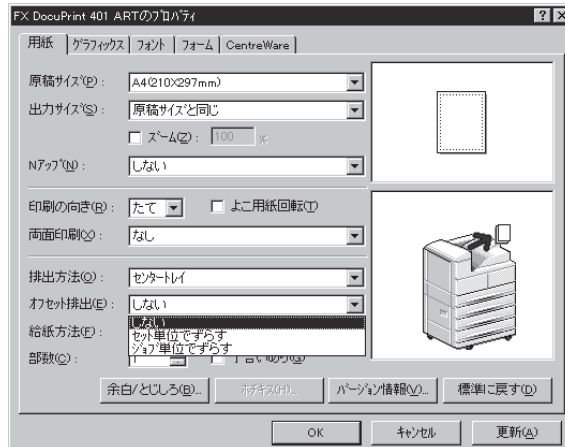 FX DocuPrint 401 ARTのプロパティ
用紙 グラフィックス フォント フォーム CentreWare
原稿サイズ(P): A4(210×297mm)
出力サイズ(S): 原稿サイズと同じ
ズーム(Z): 100 %
Nアップ(N): しない
印刷の向き(R): たて よこ用紙回転(T)
両面印刷(X): なし
排出方法(O): センタートレイ
オフセット排出(E): しない
しない
給紙方法(F): セット単位でずらす
ジョブ単位でずらす
部数(C):
余白/とじしろ(B)... ホチキス(H)... バージョン情報(V)... 標準に戻す(D)
OK キャンセル 更新(A)